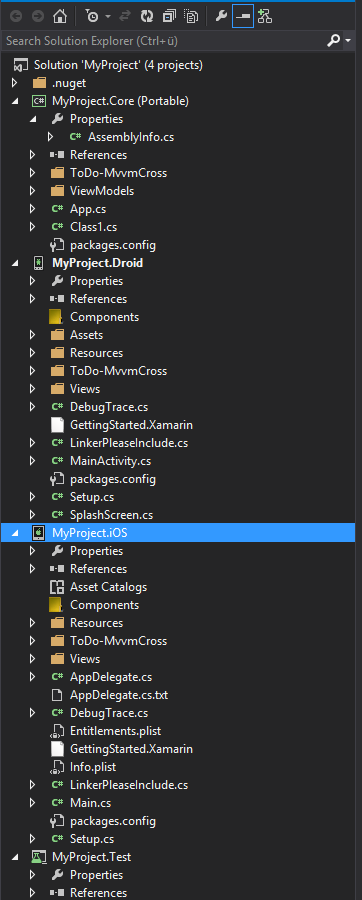 Search Solution Explorer (Ctrl+ü)
Solution 'MyProject' (4 projects)
.nuget
C# MyProject.Core (Portable)
Properties
C# AssemblyInfo.cs
References
ToDo-MvvmCross
ViewModels
C# App.cs
C# Class1.cs
packages.config
MyProject.Droid
Properties
References
Components
Assets
Resources
ToDo-MvvmCross
Views
C# DebugTrace.cs
GettingStarted.Xamarin
C# LinkerPleaseInclude.cs
C# MainActivity.cs
packages.config
C# Setup.cs
C# SplashScreen.cs
MyProject.iOS
Properties
References
Asset Catalogs
Components
Resources
ToDo-MvvmCross
Views
C# AppDelegate.cs
AppDelegate.cs.txt
C# DebugTrace.cs
Entitlements.plist
GettingStarted.Xamarin
Info.plist
C# LinkerPleaseInclude.cs
C# Main.cs
packages.config
C# Setup.cs
MyProject.Test
Properties
References